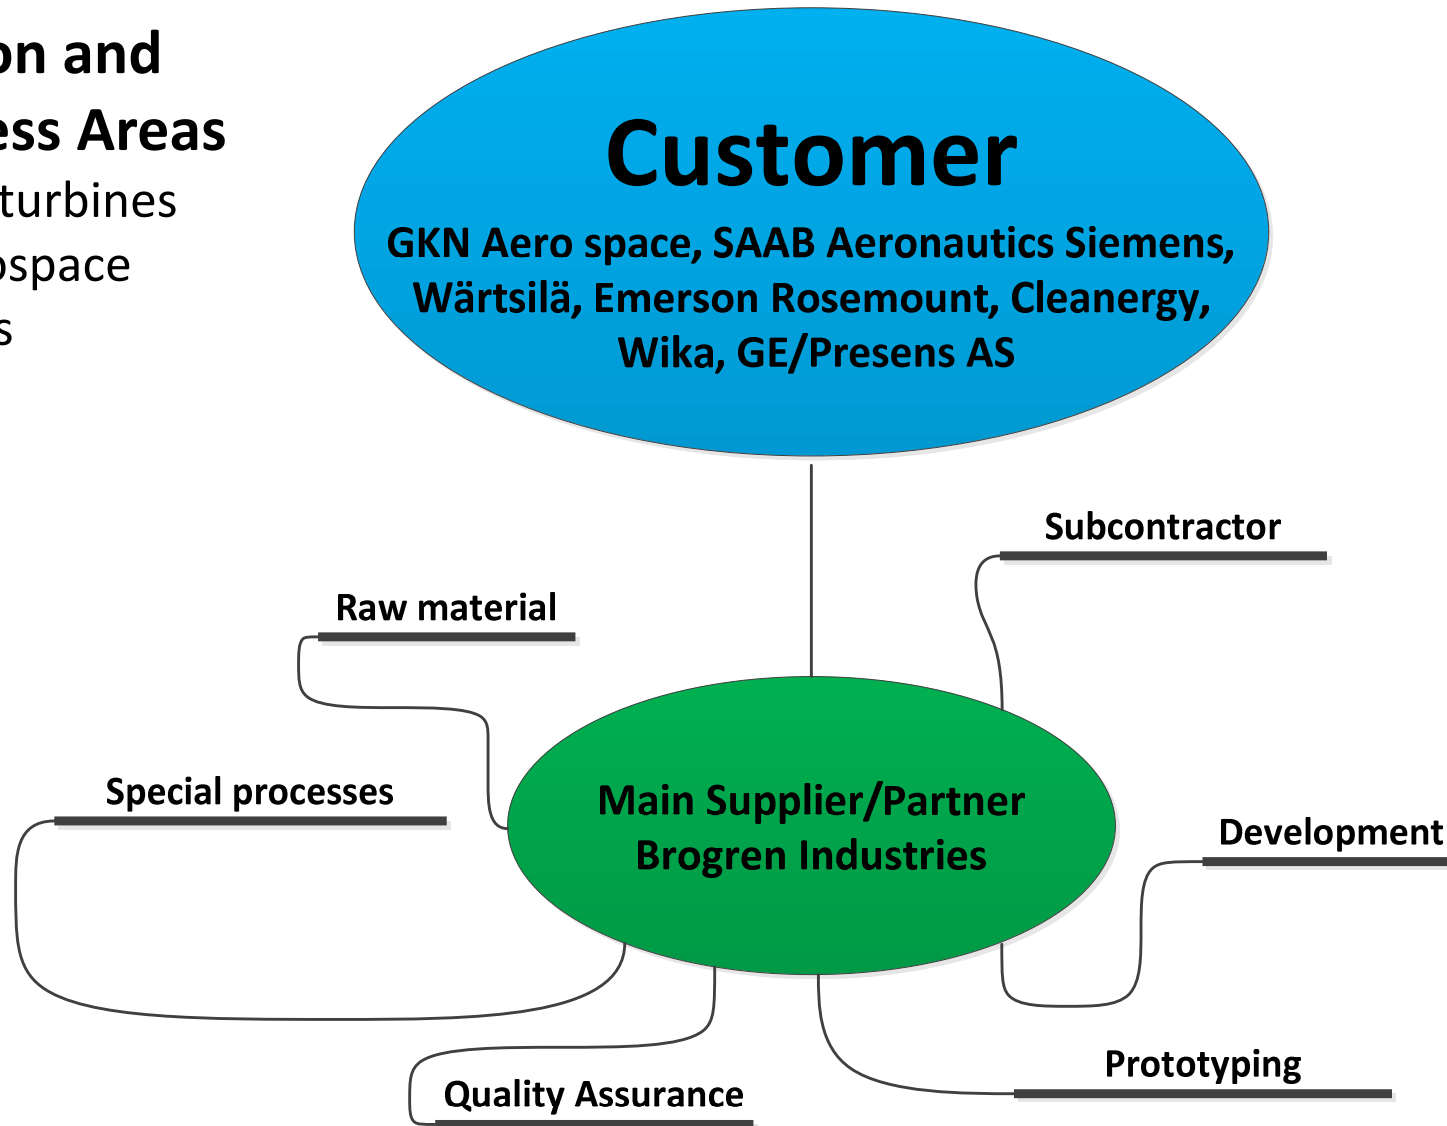 on and
ess Areas
turbines
ospace
s
Customer
GKN Aero space, SAAB Aeronautics Siemens,
Wärtsilä, Emerson Rosemount, Cleanergy,
Wika, GE/Presens AS
Subcontractor
Raw material
Special processes
Main Supplier/Partner
Brogren Industries
Development
Prototyping
Quality Assurance